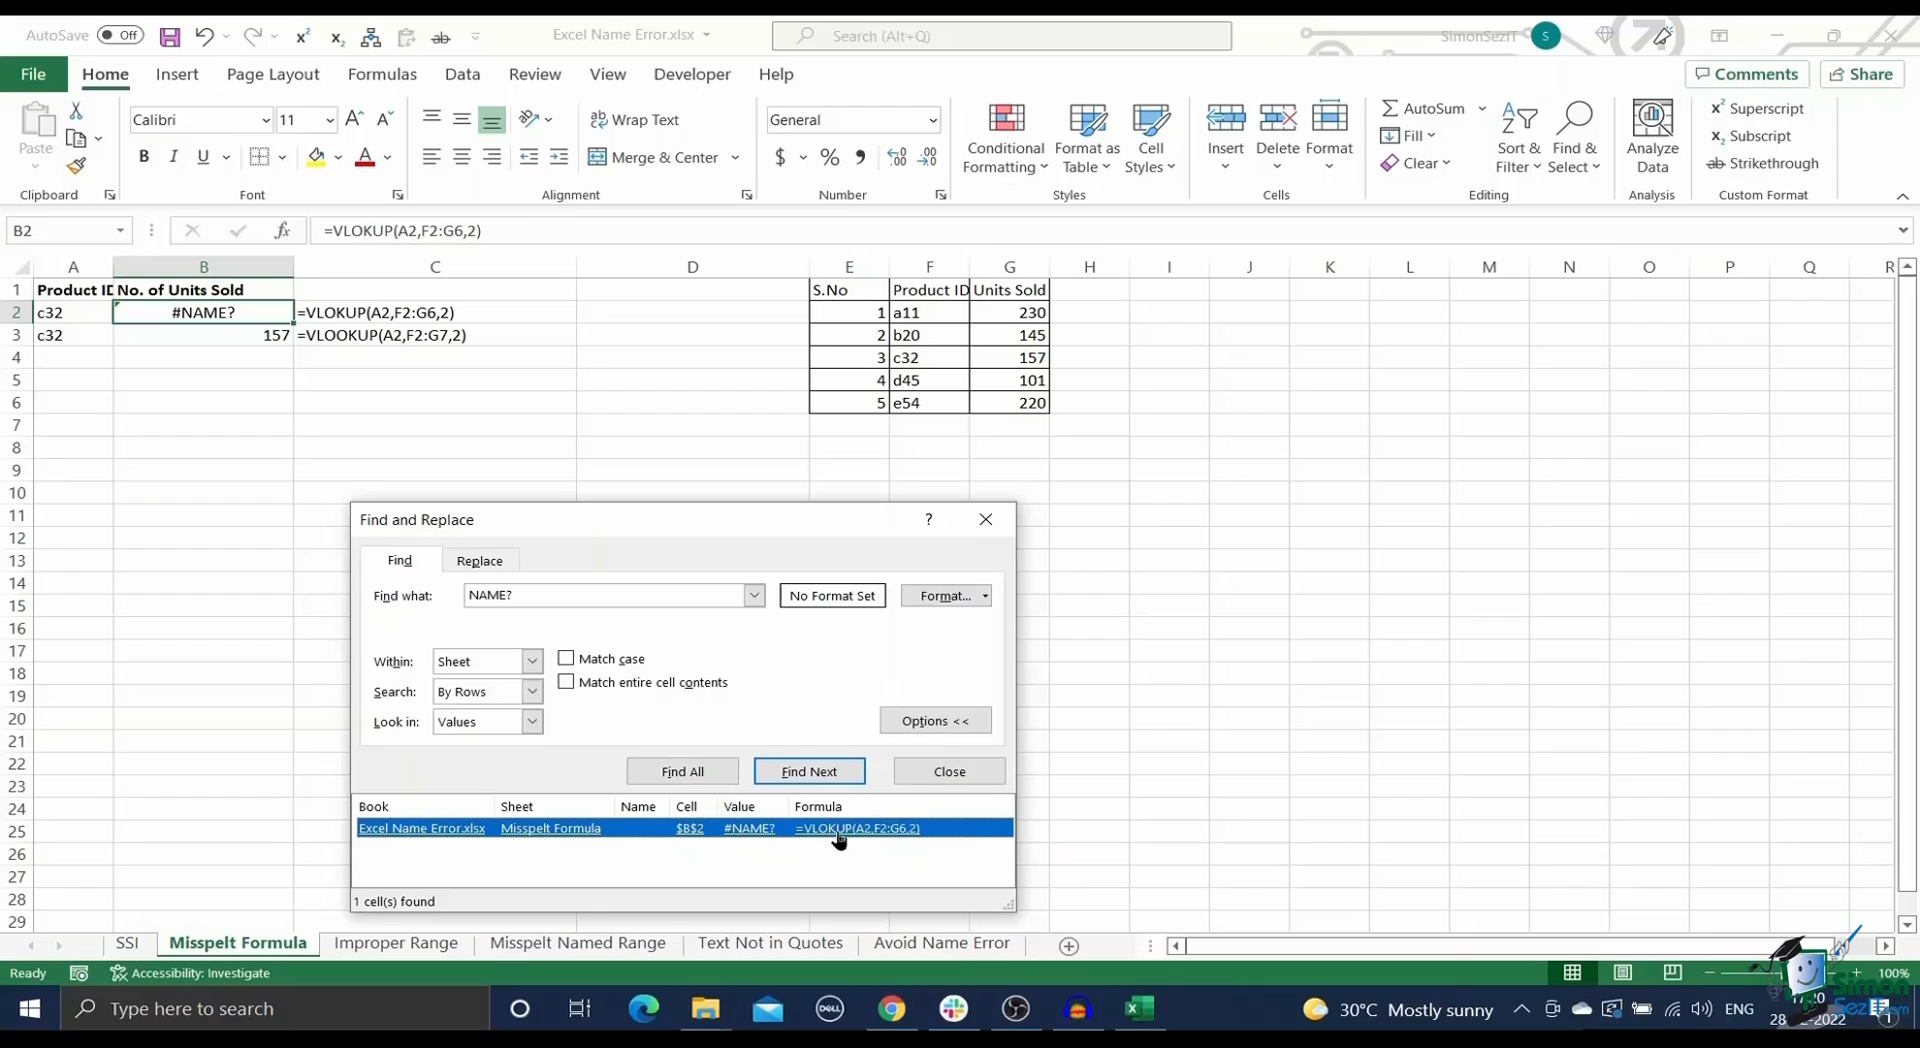 AutoSave Off Excel Name Error.xlsx Search (Alt+Q) SimonSezIT S
File Home Insert Page Layout Formulas Data Review View Developer Help Comments Share
Paste
Calibri 11
B I U
Wrap Text
Merge & Center
General
$ % ,
Conditional Formatting
Format as Table
Cell Styles
Insert
Delete
Format
AutoSum
Fill
Clear
Sort & Filter
Find & Select
Analyze Data
x² Superscript
x₂ Subscript
ab Strikethrough
Clipboard Font Alignment Number Styles Cells Editing Analysis Custom Format
B2 fx =VLOKUP(A2,F2:G6,2)
A B C D E F G H I J K L M N O P Q R
1 Product ID No. of Units Sold S.No Product ID Units Sold
2 c32 #NAME? =VLOKUP(A2,F2:G6,2) 1 a11 230
3 c32 157 =VLOOKUP(A2,F2:G7,2) 2 b20 145
4 3 c32 157
5 4 d45 101
6 5 e54 220
7
8
9
10
11
12
13
14
15
16
17
18
19
20
21
22
23
24
25
26
27
28
29
Find and Replace ?
Find Replace
Find what: NAME? No Format Set Format...
Within: Sheet Match case
Search: By Rows Match entire cell contents
Look in: Values Options <<
Find All Find Next Close
Book Sheet Name Cell Value Formula
Excel Name Error.xlsx Misspelt Formula $B$2 #NAME? =VLOKUP(A2,F2:G6,2)
1 cell(s) found
SSI Misspelt Formula Improper Range Misspelt Named Range Text Not in Quotes Avoid Name Error
Ready Accessibility: Investigate 100%
Type here to search DELL 30°C Mostly sunny ENG
Simon SezIT.com